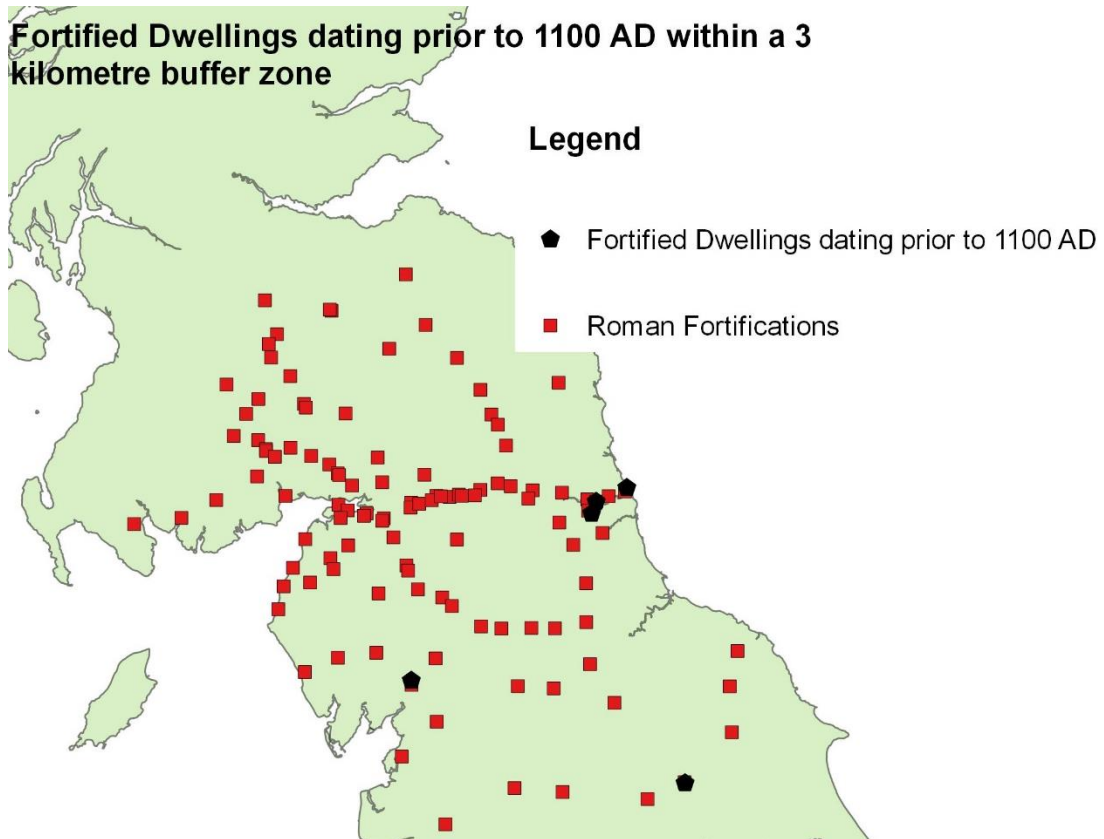 Fortified Dwellings dating prior to 1100 AD within a 3
kilometre buffer zone
Legend
Fortified Dwellings dating prior to 1100 AD
Roman Fortifications